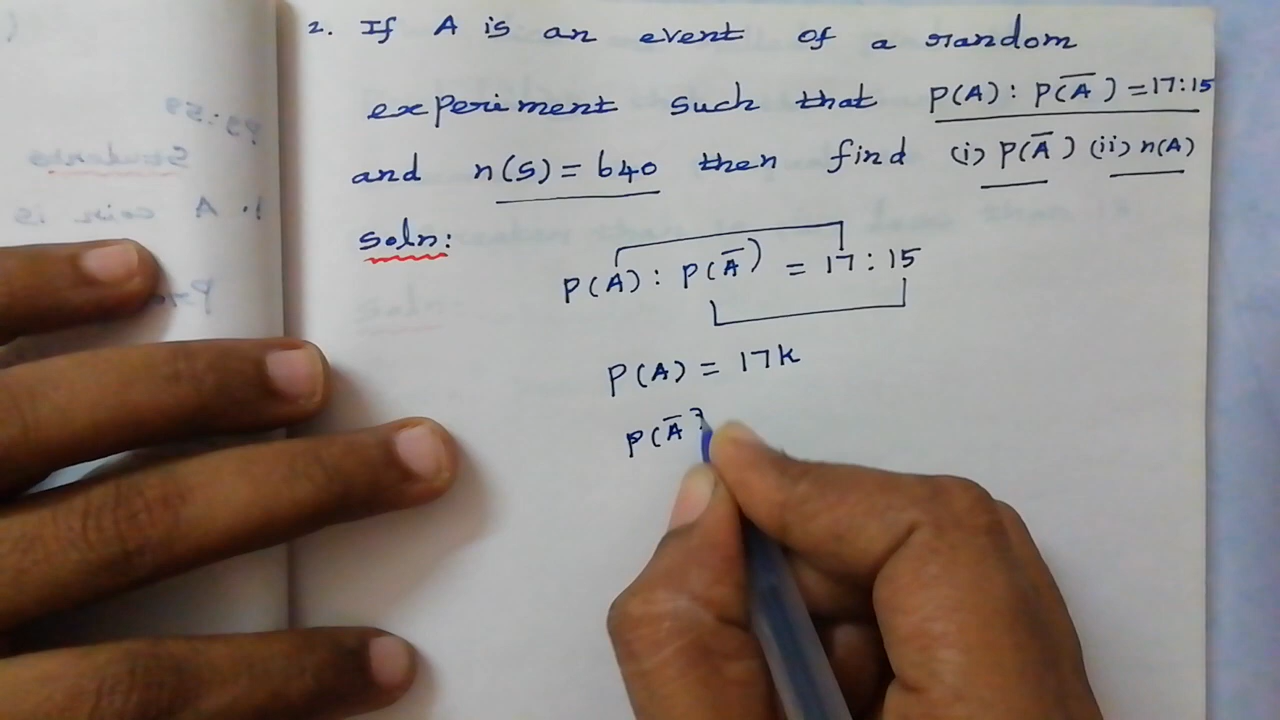 2. If A is an event of a random
experiment such that P(A) : P(A̅) = 17:15
and n(S) = 640 then find (i) P(A̅) (ii) n(A)
Soln:
P(A) : P(A̅) = 17 : 15
P(A) = 17k
P(A̅)